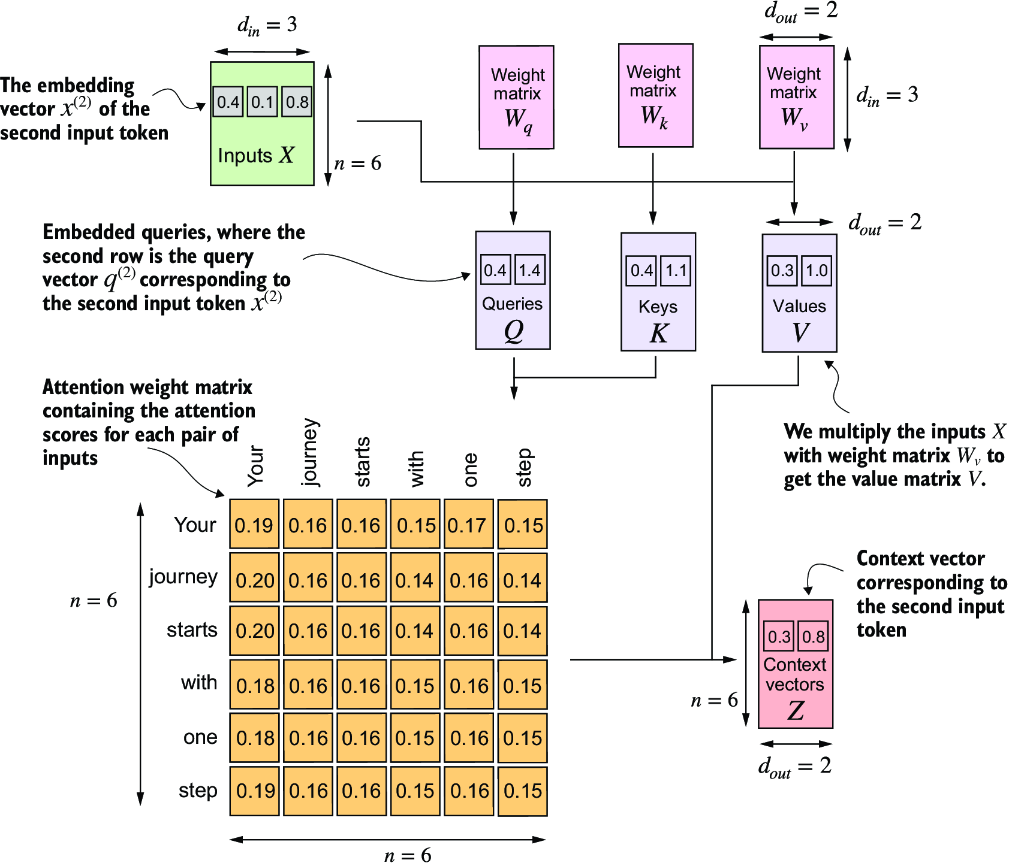 d_in = 3
d_out = 2
The embedding
vector x^(2) of the
second input token
0.4 0.1 0.8
Inputs X
n = 6
Weight
matrix
W_q
Weight
matrix
W_k
Weight
matrix
W_v
d_in = 3
Embedded queries, where the
second row is the query
vector q^(2) corresponding to
the second input token x^(2)
0.4 1.4
Queries
Q
0.4 1.1
Keys
K
d_out = 2
0.3 1.0
Values
V
Attention weight matrix
containing the attention
scores for each pair of
inputs
We multiply the inputs X
with weight matrix W_v to
get the value matrix V.
Your journey starts with one step
Your 0.19 0.16 0.16 0.15 0.17 0.15
journey 0.20 0.16 0.16 0.14 0.16 0.14
starts 0.20 0.16 0.16 0.14 0.16 0.14
with 0.18 0.16 0.16 0.15 0.16 0.15
one 0.18 0.16 0.16 0.15 0.16 0.15
step 0.19 0.16 0.16 0.15 0.16 0.15
n = 6
n = 6
Context vector
corresponding to
the second input
token
0.3 0.8
Context
vectors
Z
n = 6
d_out = 2